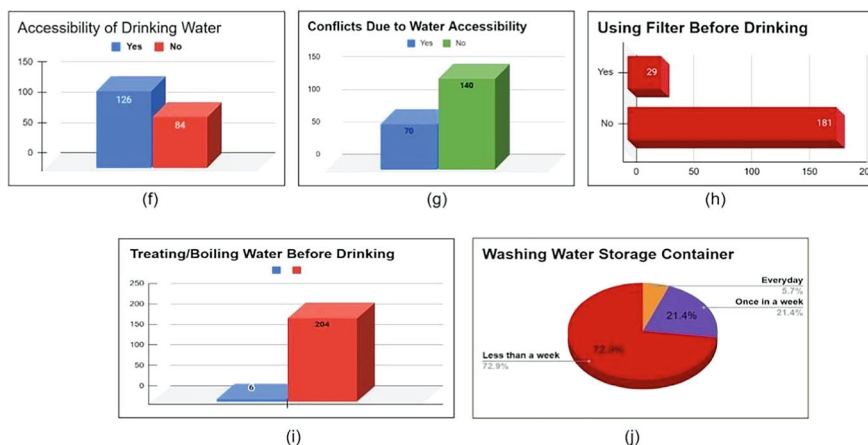 Accessibility of Drinking Water
Yes No
150
100
50
0
126
84
(f)
Conflicts Due to Water Accessibility
Yes No
150
100
50
0
70
140
(g)
Using Filter Before Drinking
Yes
No
29
181
0 50 100 150 20
(h)
Treating/Boiling Water Before Drinking
250
200
150
100
50
0
6
204
(i)
Washing Water Storage Container
Everyday
5.7%
Once in a week
21.4%
21.4%
Less than a week
72.9%
72.9%
(j)